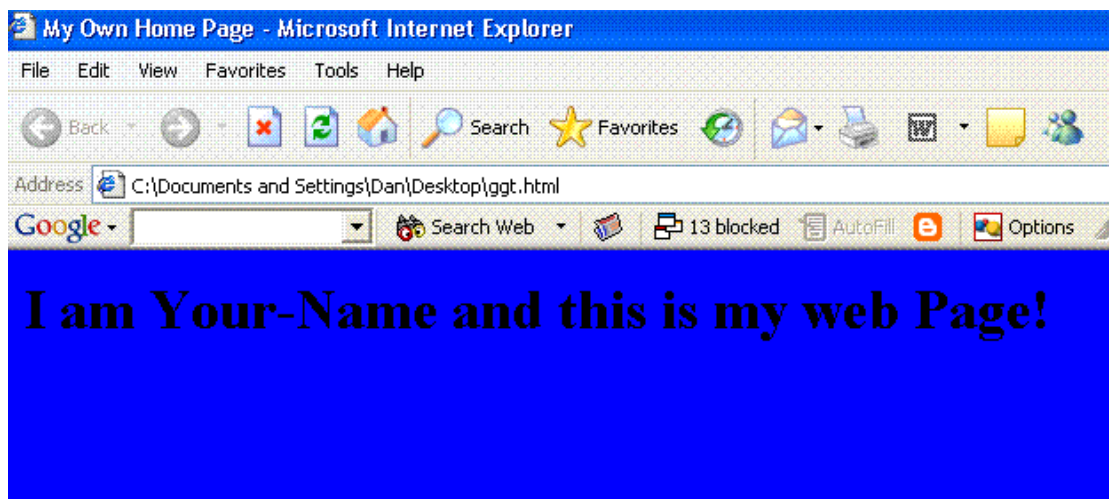 My Own Home Page - Microsoft Internet Explorer
File Edit View Favorites Tools Help
Back Search Favorites W
Address C:\Documents and Settings\Dan\Desktop\ggt.html
Google Search Web 13 blocked AutoFill Options
I am Your-Name and this is my web Page!